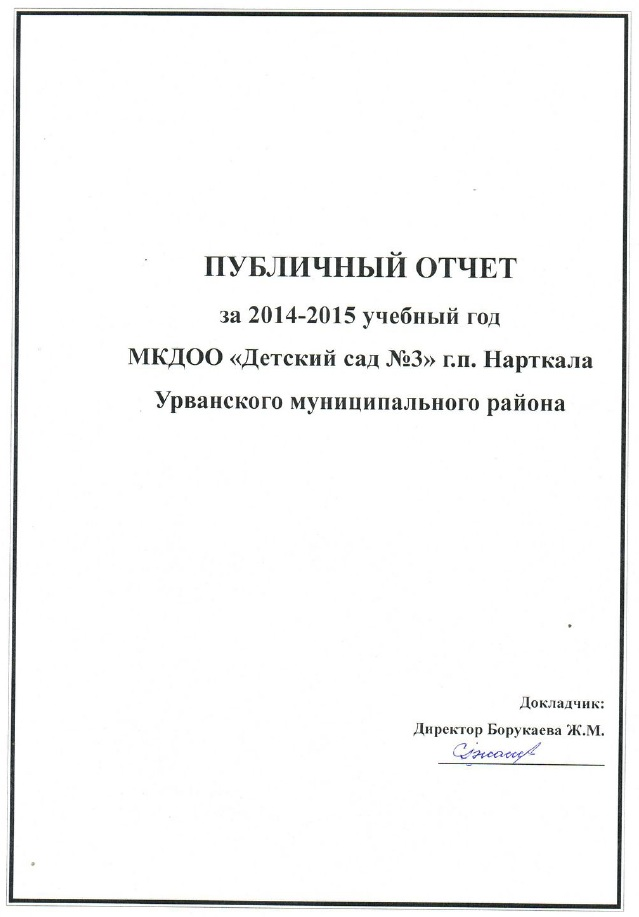 ПУБЛИЧНЫЙ ОТЧЕТ
за 2014-2015 учебный год
МКДОО «Детский сад №3» г.п. Нарткала
Урванского муниципального района
Докладчик:
Директор Борукаева Ж.М.